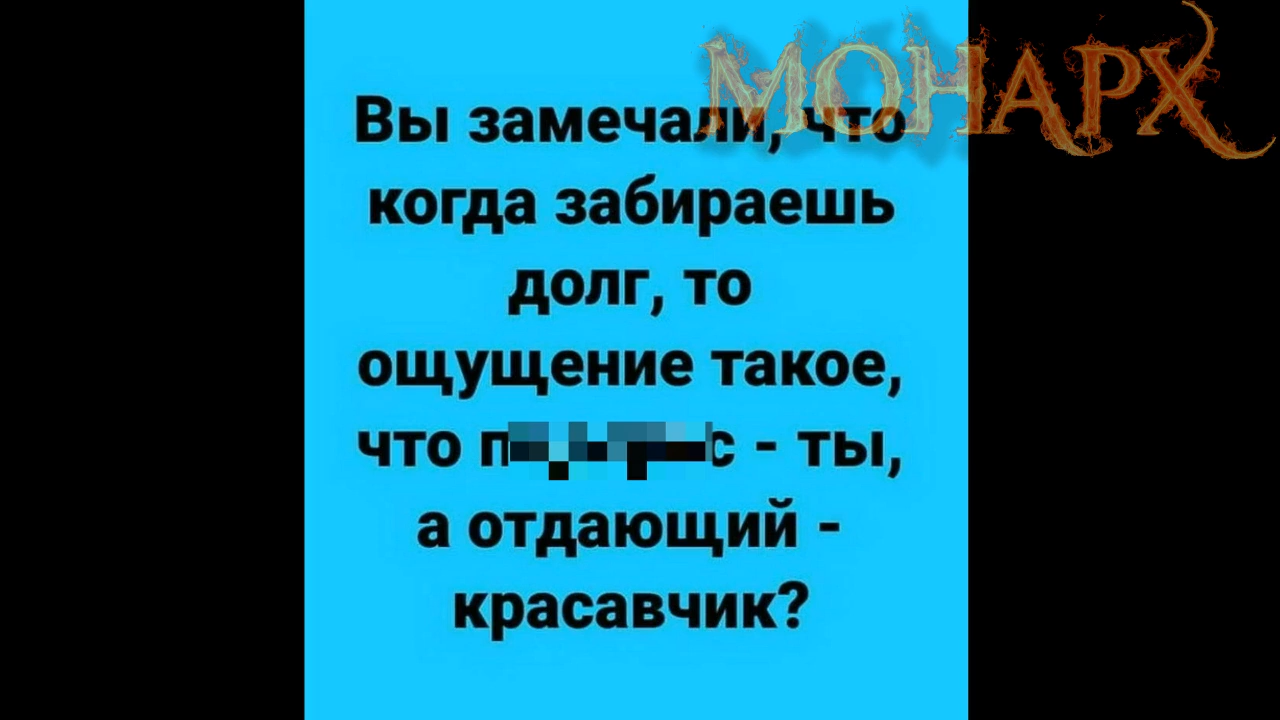 МОНАРХ
Вы замечали, что
когда забираешь
долг, то
ощущение такое,
что - ты,
а отдающий -
красавчик?